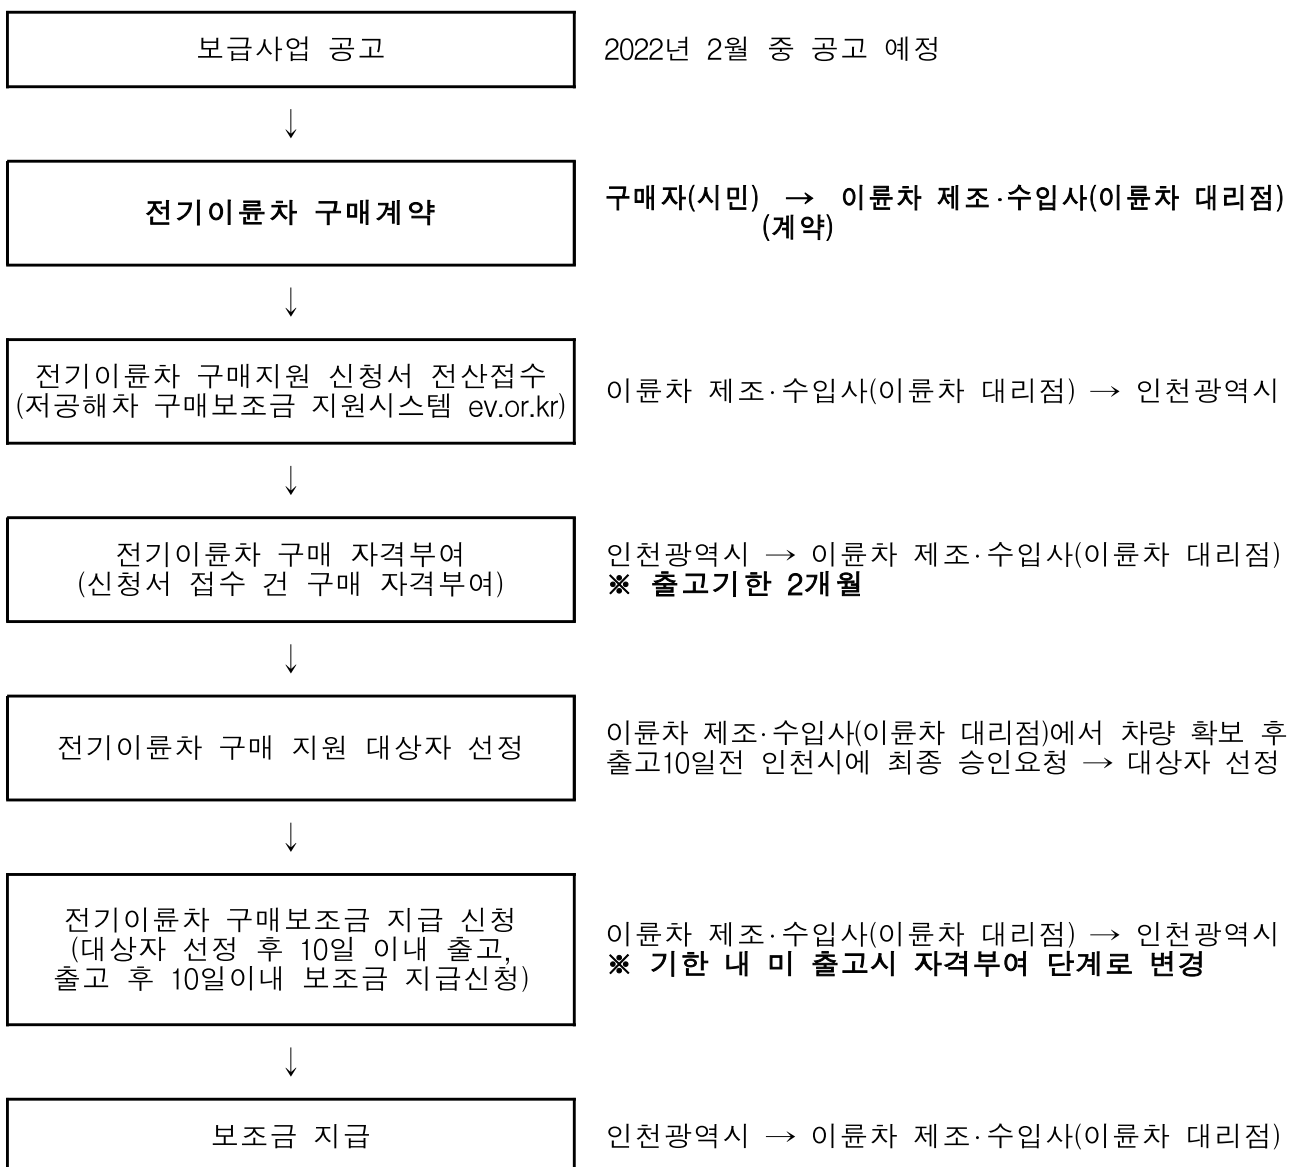 보급사업 공고
2022년 2월 중 공고 예정
↓
전기이륜차 구매계약
구매자(시민) → 이륜차 제조·수입사(이륜차 대리점)
(계약)
↓
전기이륜차 구매지원 신청서 전산접수
(저공해차 구매보조금 지원시스템 ev.or.kr)
이륜차 제조·수입사(이륜차 대리점) → 인천광역시
↓
전기이륜차 구매 자격부여
(신청서 접수 건 구매 자격부여)
인천광역시 → 이륜차 제조·수입사(이륜차 대리점)
※ 출고기한 2개월
↓
전기이륜차 구매 지원 대상자 선정
이륜차 제조·수입사(이륜차 대리점)에서 차량 확보 후
출고10일전 인천시에 최종 승인요청 → 대상자 선정
↓
전기이륜차 구매보조금 지급 신청
(대상자 선정 후 10일 이내 출고,
출고 후 10일이내 보조금 지급신청)
이륜차 제조·수입사(이륜차 대리점) → 인천광역시
※ 기한 내 미 출고시 자격부여 단계로 변경
↓
보조금 지급
인천광역시 → 이륜차 제조·수입사(이륜차 대리점)